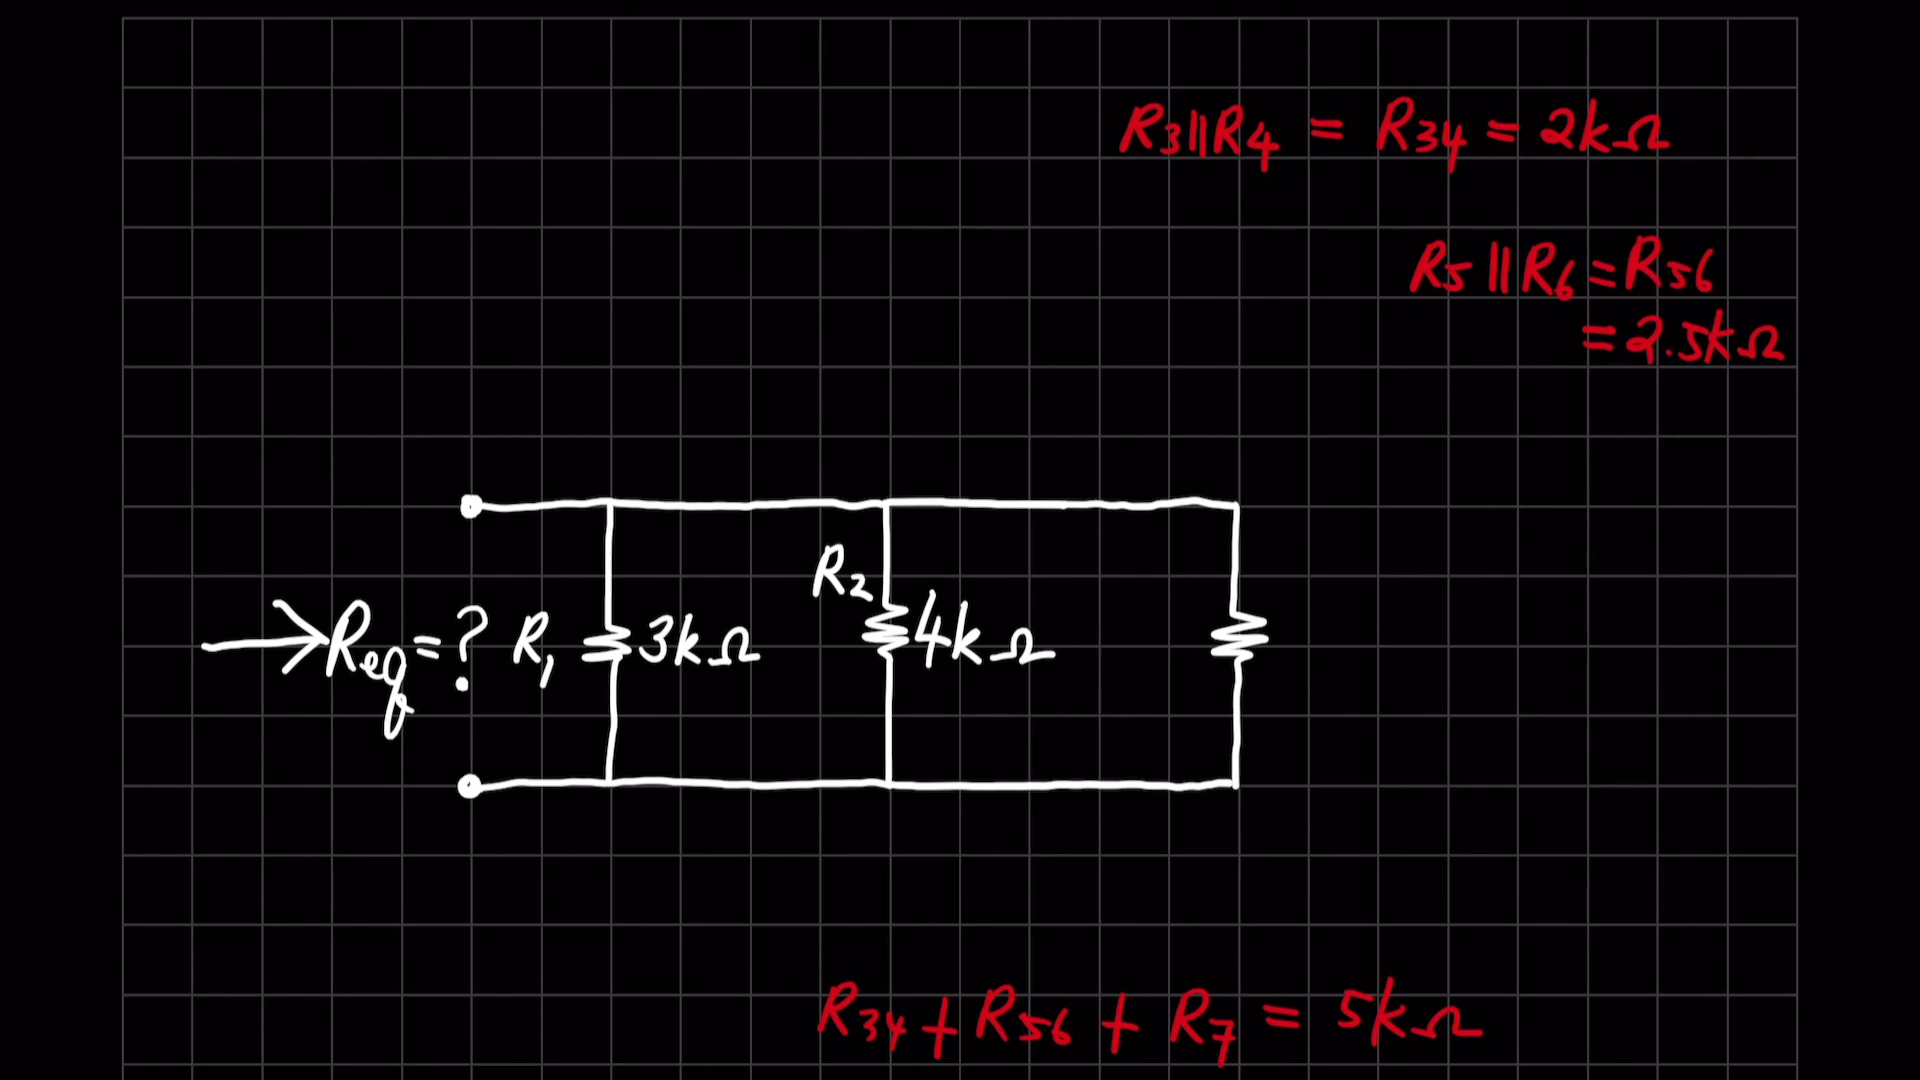 R3||R4 = R34 = 2kΩ
R5||R6 = R56
= 2.5kΩ
R2
Req = ? R1 3kΩ 4kΩ
R34 + R56 + R7 = 5kΩ